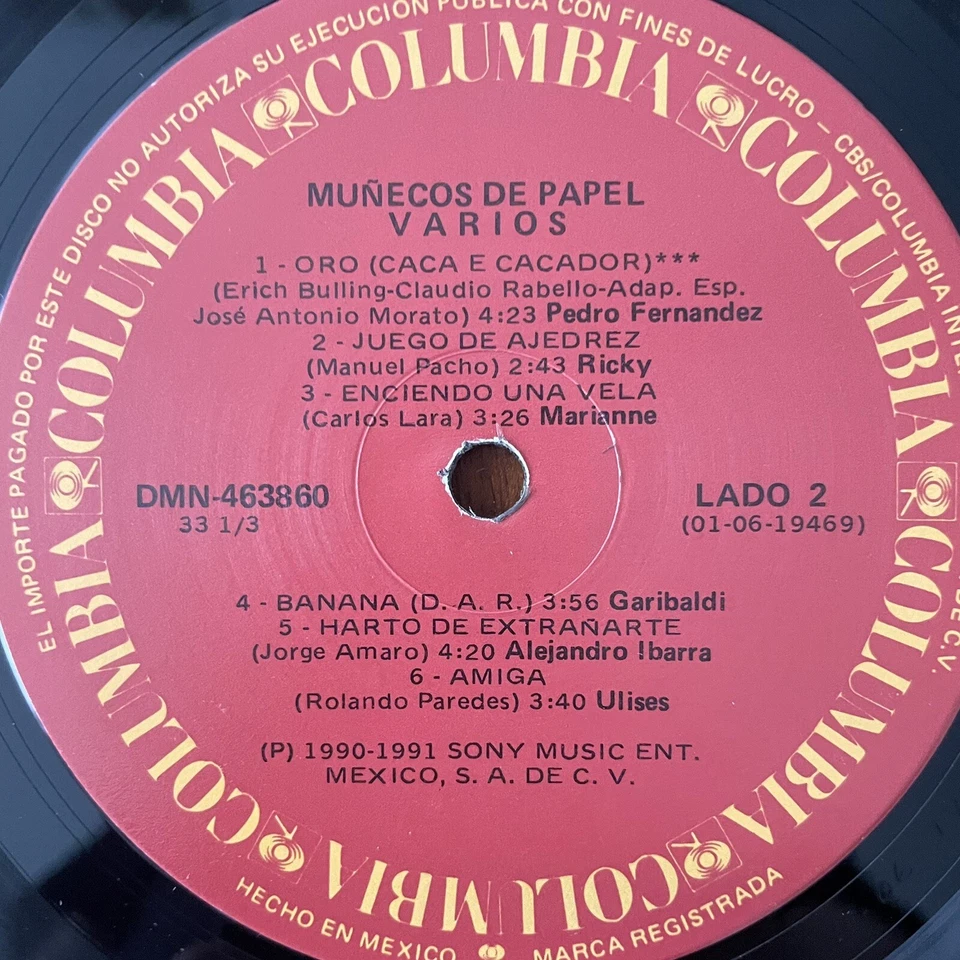 EL IMPORTE PAGADO POR ESTE DISCO NO AUTORIZA SU EJECUCION PUBLICA CON FINES DE LUCRO – CBS/COLUMBIA INTE
DE C.V.
COLUMBIA
COLUMBIA
COLUMBIA
COLUMBIA
COLUMBIA
COLUMBIA
COLUMBIA
COLUMBIA
MUÑECOS DE PAPEL
VARIOS
1 - ORO (CACA E CACADOR)***
(Erich Bulling-Claudio Rabello-Adap. Esp.
José Antonio Morato) 4:23 Pedro Fernandez
2 - JUEGO DE AJEDREZ
(Manuel Pacho) 2:43 Ricky
3 - ENCIENDO UNA VELA
(Carlos Lara) 3:26 Marianne
DMN-463860
33 1/3
LADO 2
(01-06-19469)
4 - BANANA (D. A. R.) 3:56 Garibaldi
5 - HARTO DE EXTRAÑARTE
(Jorge Amaro) 4:20 Alejandro Ibarra
6 - AMIGA
(Rolando Paredes) 3:40 Ulises
(P) 1990-1991 SONY MUSIC ENT.
MEXICO, S. A. DE C. V.
HECHO EN MEXICO
MARCA REGISTRADA